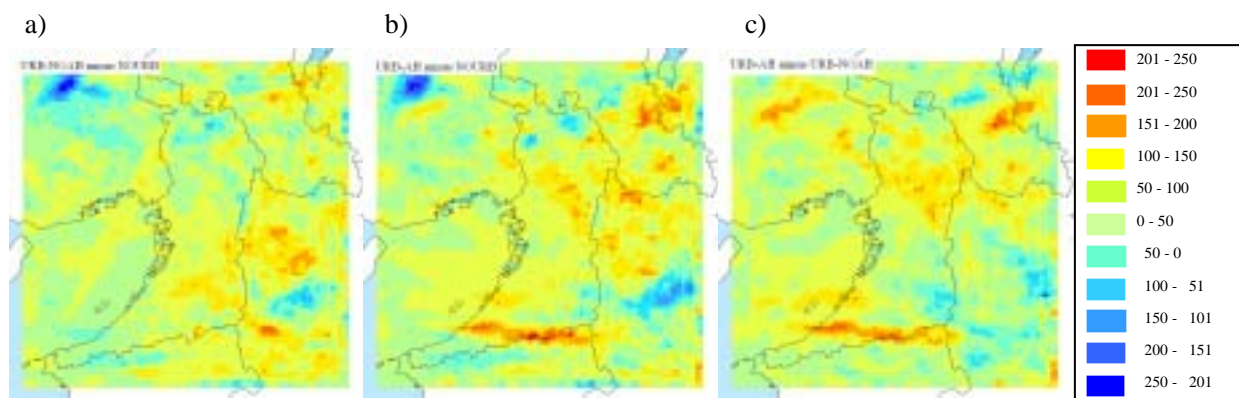 a) b) c)
URB-NOAH minus NOURB
URB-AH minus NOURB
URB-AH minus URB-NOAH
201 - 250
201 - 250
151 - 200
100 - 150
50 - 100
0 - 50
50 - 0
100 - 51
150 - 101
200 - 151
250 - 201